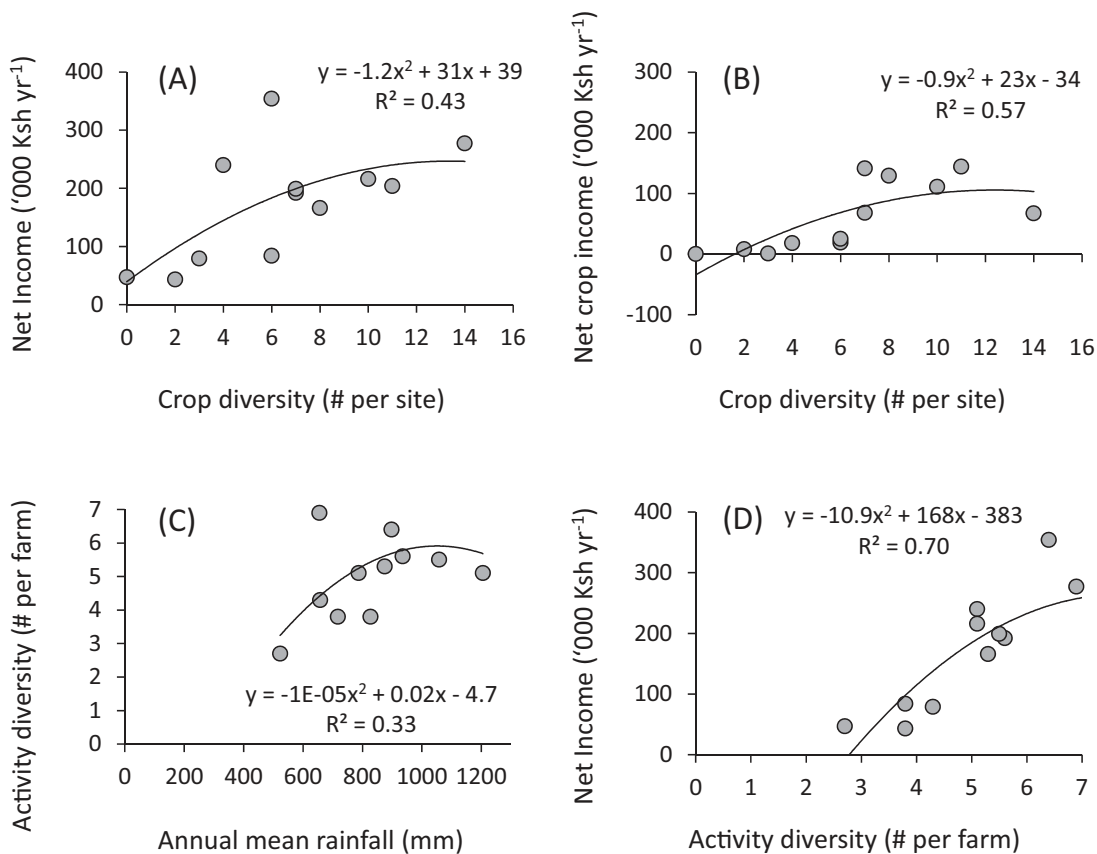 (A)
y = -1.2x² + 31x + 39
R² = 0.43
Net Income (‘000 Ksh yr⁻¹)
400
300
200
100
0
0 2 4 6 8 10 12 14 16
Crop diversity (# per site)
(B)
y = -0.9x² + 23x - 34
R² = 0.57
Net crop income (‘000 Ksh yr⁻¹)
300
200
100
0
-100
0 2 4 6 8 10 12 14 16
Crop diversity (# per site)
(C)
Activity diversity (# per farm)
7
6
5
4
3
2
1
0
y = -1E-05x² + 0.02x - 4.7
R² = 0.33
0 200 400 600 800 1000 1200
Annual mean rainfall (mm)
(D)
y = -10.9x² + 168x - 383
R² = 0.70
Net Income (‘000 Ksh yr⁻¹)
400
300
200
100
0
0 1 2 3 4 5 6 7
Activity diversity (# per farm)